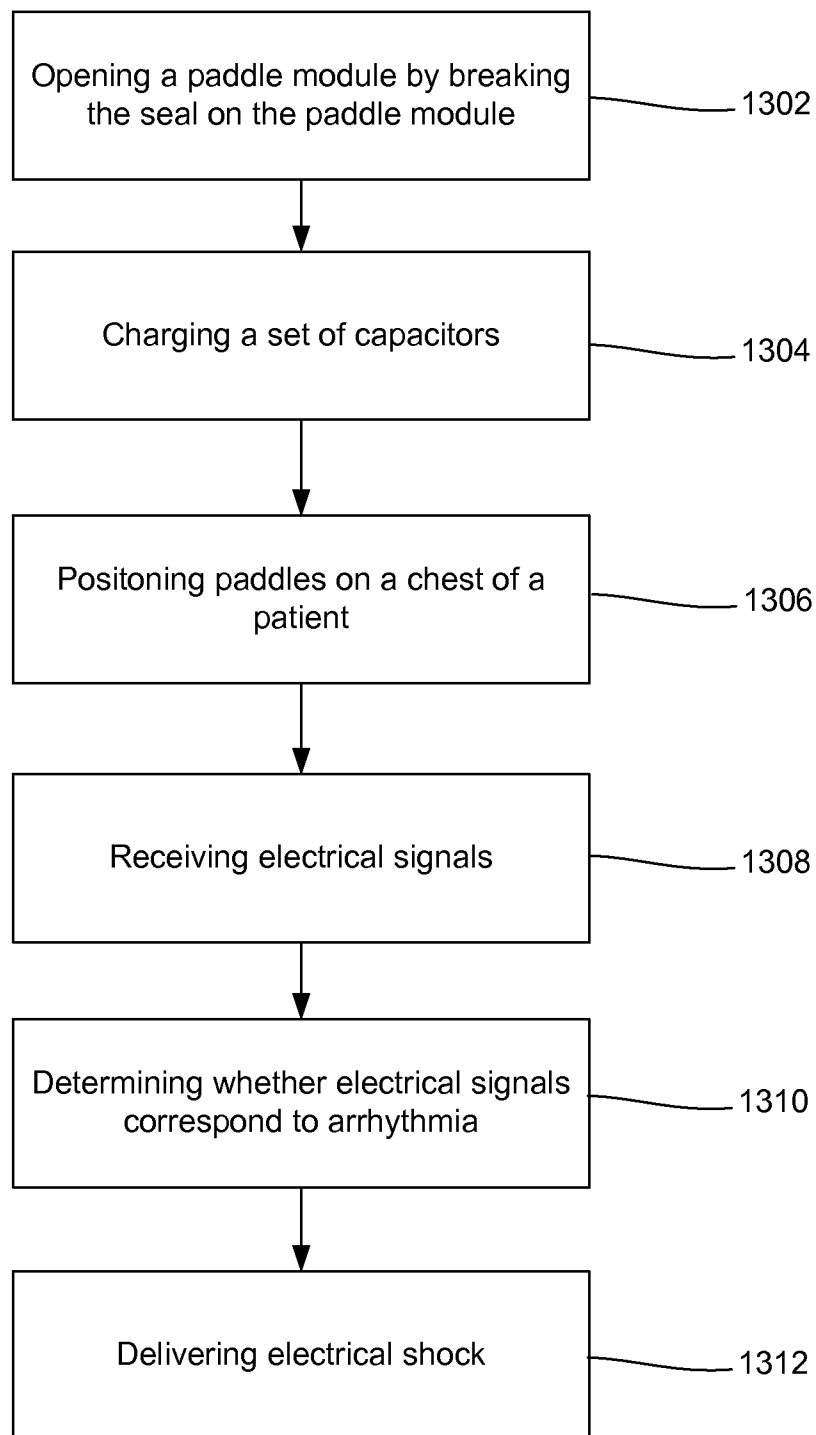 Opening a paddle module by breaking
the seal on the paddle module
1302
Charging a set of capacitors
1304
Positoning paddles on a chest of a
patient
1306
Receiving electrical signals
1308
Determining whether electrical signals
correspond to arrhythmia
1310
Delivering electrical shock
1312